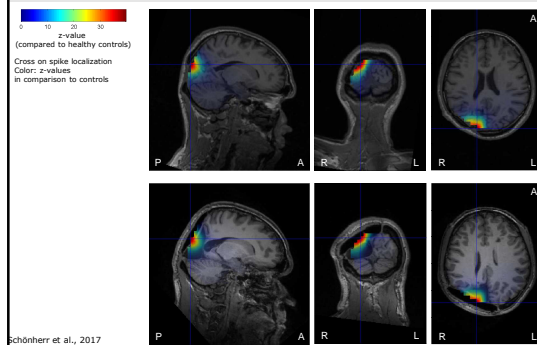 0 10 20 30
z-value
(compared to healthy controls)
Cross on spike localization
Color: z-values
in comparison to controls
A
P A R L R L
A
P A R L R L
Schönherr et al., 2017